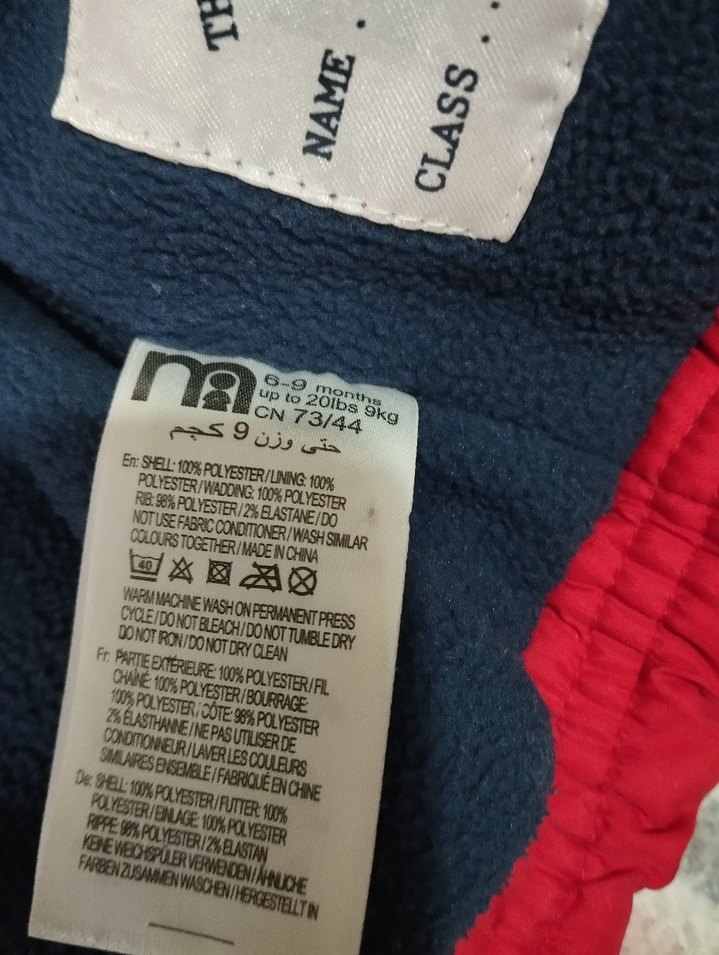 TH
NAME .
CLASS . .
m
6-9 months
up to 20lbs 9kg
CN 73/44
حتى وزن 9 كجم
En: SHELL: 100% POLYESTER / LINING: 100%
POLYESTER / WADDING: 100% POLYESTER
RIB: 98% POLYESTER / 2% ELASTANE / DO
NOT USE FABRIC CONDITIONER / WASH SIMILAR
COLOURS TOGETHER / MADE IN CHINA
40
WARM MACHINE WASH ON PERMANENT PRESS
CYCLE / DO NOT BLEACH / DO NOT TUMBLE DRY
DO NOT IRON / DO NOT DRY CLEAN
Fr: PARTIE EXTÉRIEURE: 100% POLYESTER / FIL
CHAÎNE: 100% POLYESTER / BOURRAGE:
100% POLYESTER, CÔTE: 98% POLYESTER
2% ÉLASTHANNE / NE PAS UTILISER DE
CONDITIONNEUR / LAVER LES COULEURS
SIMILAIRES ENSEMBLE / FABRIQUÉ EN CHINE
De: SHELL: 100% POLYESTER / FUTTER: 100%
POLYESTER / EINLAGE: 100% POLYESTER
RIPPE: 98% POLYESTER / 2% ELASTAN
KEINE WEICHSPÜLER VERWENDEN / ÄHNLICHE
FARBEN ZUSAMMEN WASCHEN / HERGESTELLT IN